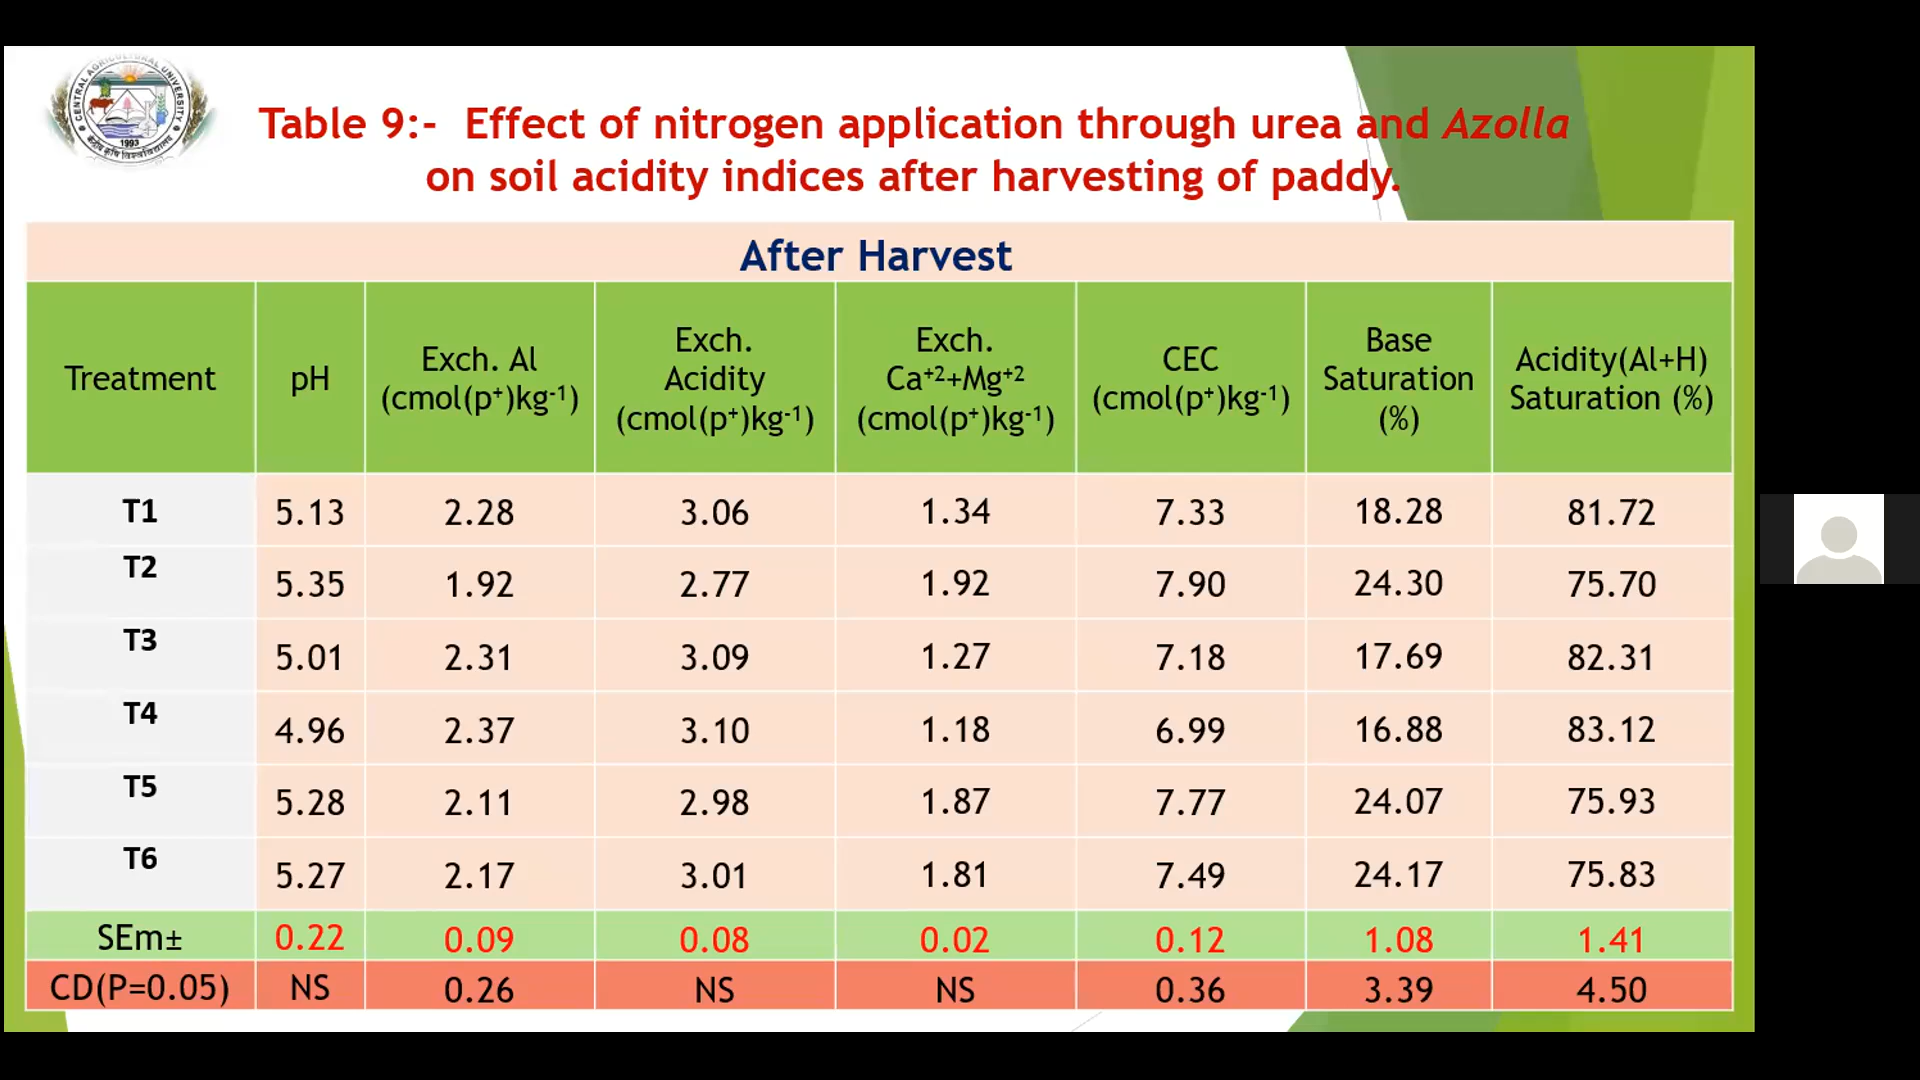 CENTRAL AGRICULTURAL UNIVERSITY
1993
केंद्रीय कृषि विश्वविद्यालय
Table 9:- Effect of nitrogen application through urea and Azolla
on soil acidity indices after harvesting of paddy.
After Harvest
Treatment pH Exch. Al (cmol(p⁺)kg⁻¹) Exch. Acidity (cmol(p⁺)kg⁻¹) Exch. Ca⁺²+Mg⁺² (cmol(p⁺)kg⁻¹) CEC (cmol(p⁺)kg⁻¹) Base Saturation (%) Acidity(Al+H) Saturation (%)
T1 5.13 2.28 3.06 1.34 7.33 18.28 81.72
T2 5.35 1.92 2.77 1.92 7.90 24.30 75.70
T3 5.01 2.31 3.09 1.27 7.18 17.69 82.31
T4 4.96 2.37 3.10 1.18 6.99 16.88 83.12
T5 5.28 2.11 2.98 1.87 7.77 24.07 75.93
T6 5.27 2.17 3.01 1.81 7.49 24.17 75.83
SEm± 0.22 0.09 0.08 0.02 0.12 1.08 1.41
CD(P=0.05) NS 0.26 NS NS 0.36 3.39 4.50